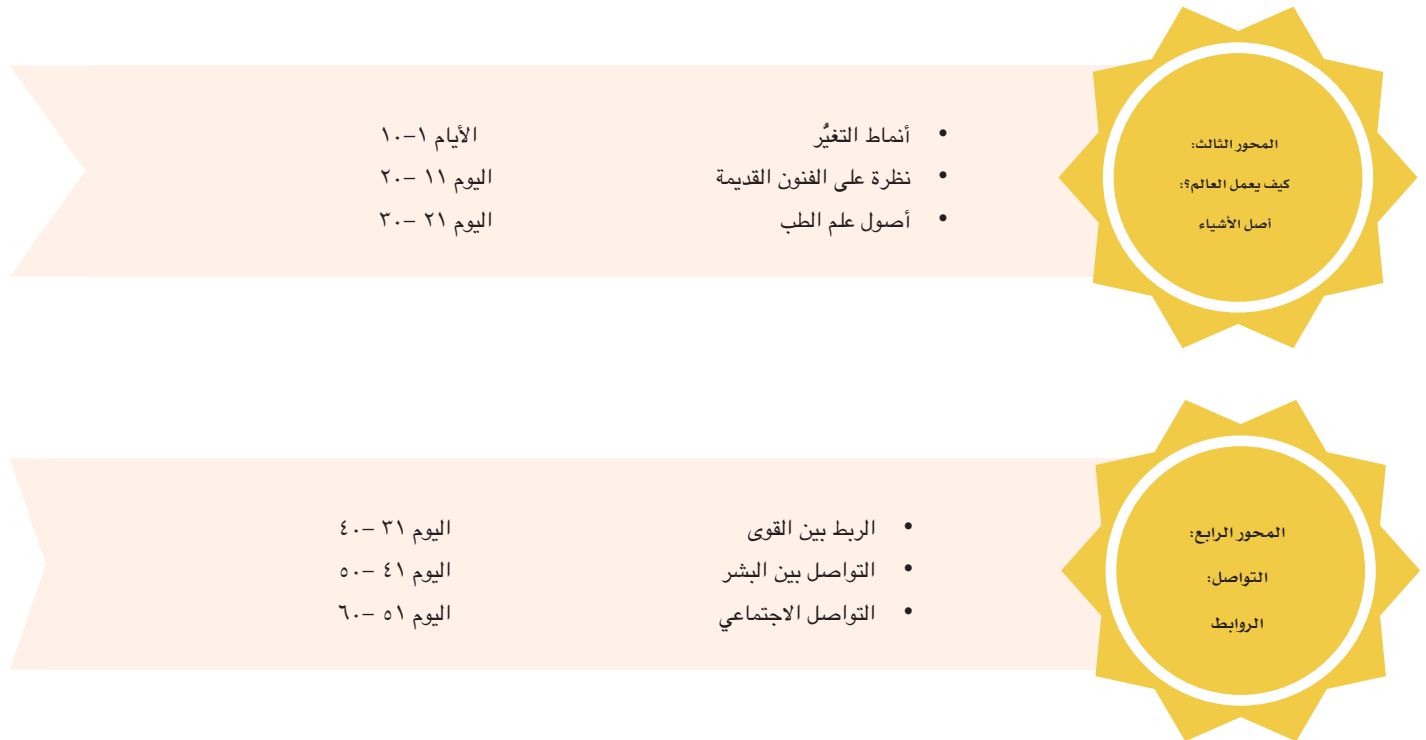 المحور الثالث:
كيف يعمل العالم؟:
أصل الأشياء
• أنماط التغيُّر الأيام ١–١٠
• نظرة على الفنون القديمة اليوم ١١ –٢٠
• أصول علم الطب اليوم ٢١ –٣٠
المحور الرابع:
التواصل:
الروابط
• الربط بين القوى اليوم ٣١ –٤٠
• التواصل بين البشر اليوم ٤١ –٥٠
• التواصل الاجتماعي اليوم ٥١ –٦٠